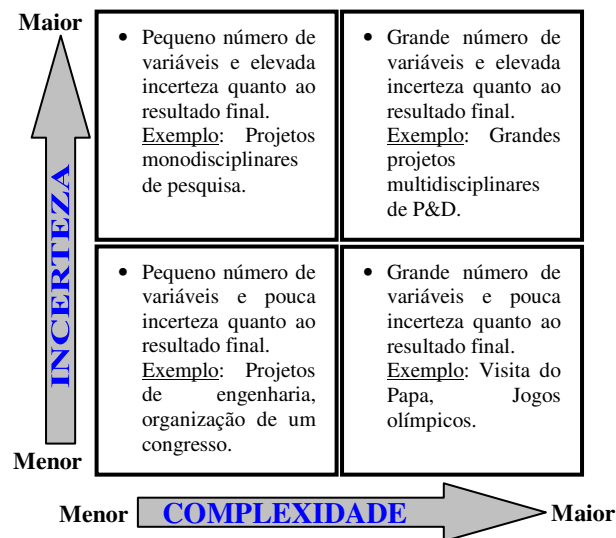 Maior
• Pequeno número de
variáveis e elevada
incerteza quanto ao
resultado final.
Exemplo: Projetos
monodisciplinares
de pesquisa.
• Grande número de
variáveis e elevada
incerteza quanto ao
resultado final.
Exemplo: Grandes
projetos
multidisciplinares
de P&D.
INCERTEZA
• Pequeno número de
variáveis e pouca
incerteza quanto ao
resultado final.
Exemplo: Projetos
de engenharia,
organização de um
congresso.
• Grande número de
variáveis e pouca
incerteza quanto ao
resultado final.
Exemplo: Visita do
Papa, Jogos
olímpicos.
Menor
Menor COMPLEXIDADE Maior